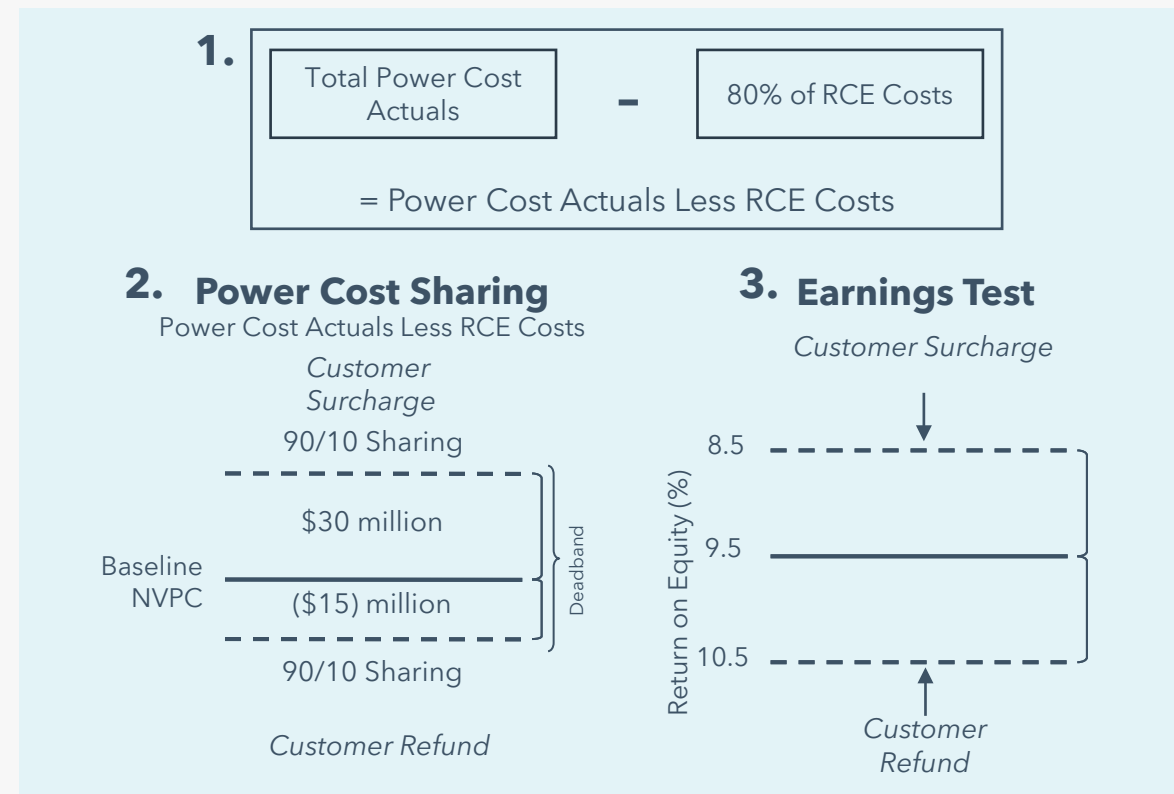 1.
Total Power Cost
Actuals
-
80% of RCE Costs
= Power Cost Actuals Less RCE Costs
2. Power Cost Sharing
Power Cost Actuals Less RCE Costs
Customer
Surcharge
90/10 Sharing
$30 million
Baseline
NVPC
($15) million
Deadband
90/10 Sharing
Customer Refund
3. Earnings Test
Customer Surcharge
Return on Equity (%)
8.5
9.5
10.5
Customer
Refund